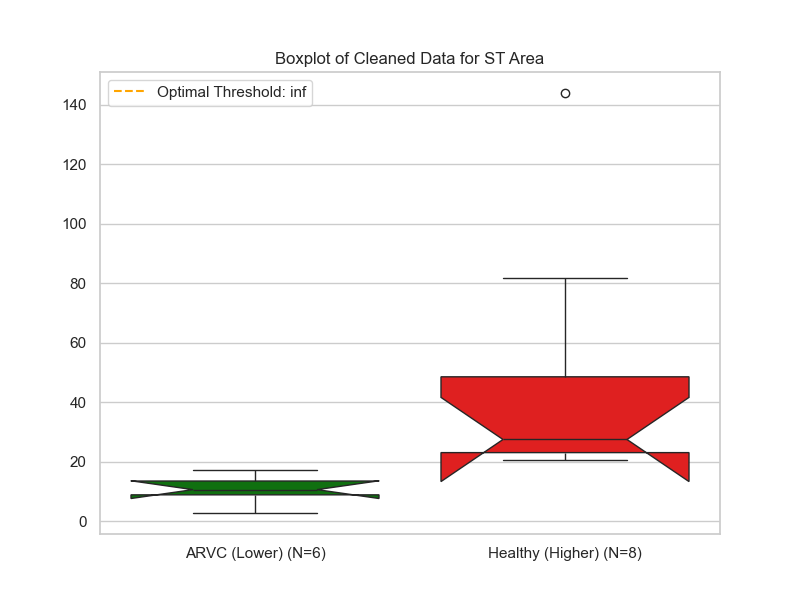 Boxplot of Cleaned Data for ST Area
Optimal Threshold: inf
140
120
100
80
60
40
20
0
ARVC (Lower) (N=6)
Healthy (Higher) (N=8)